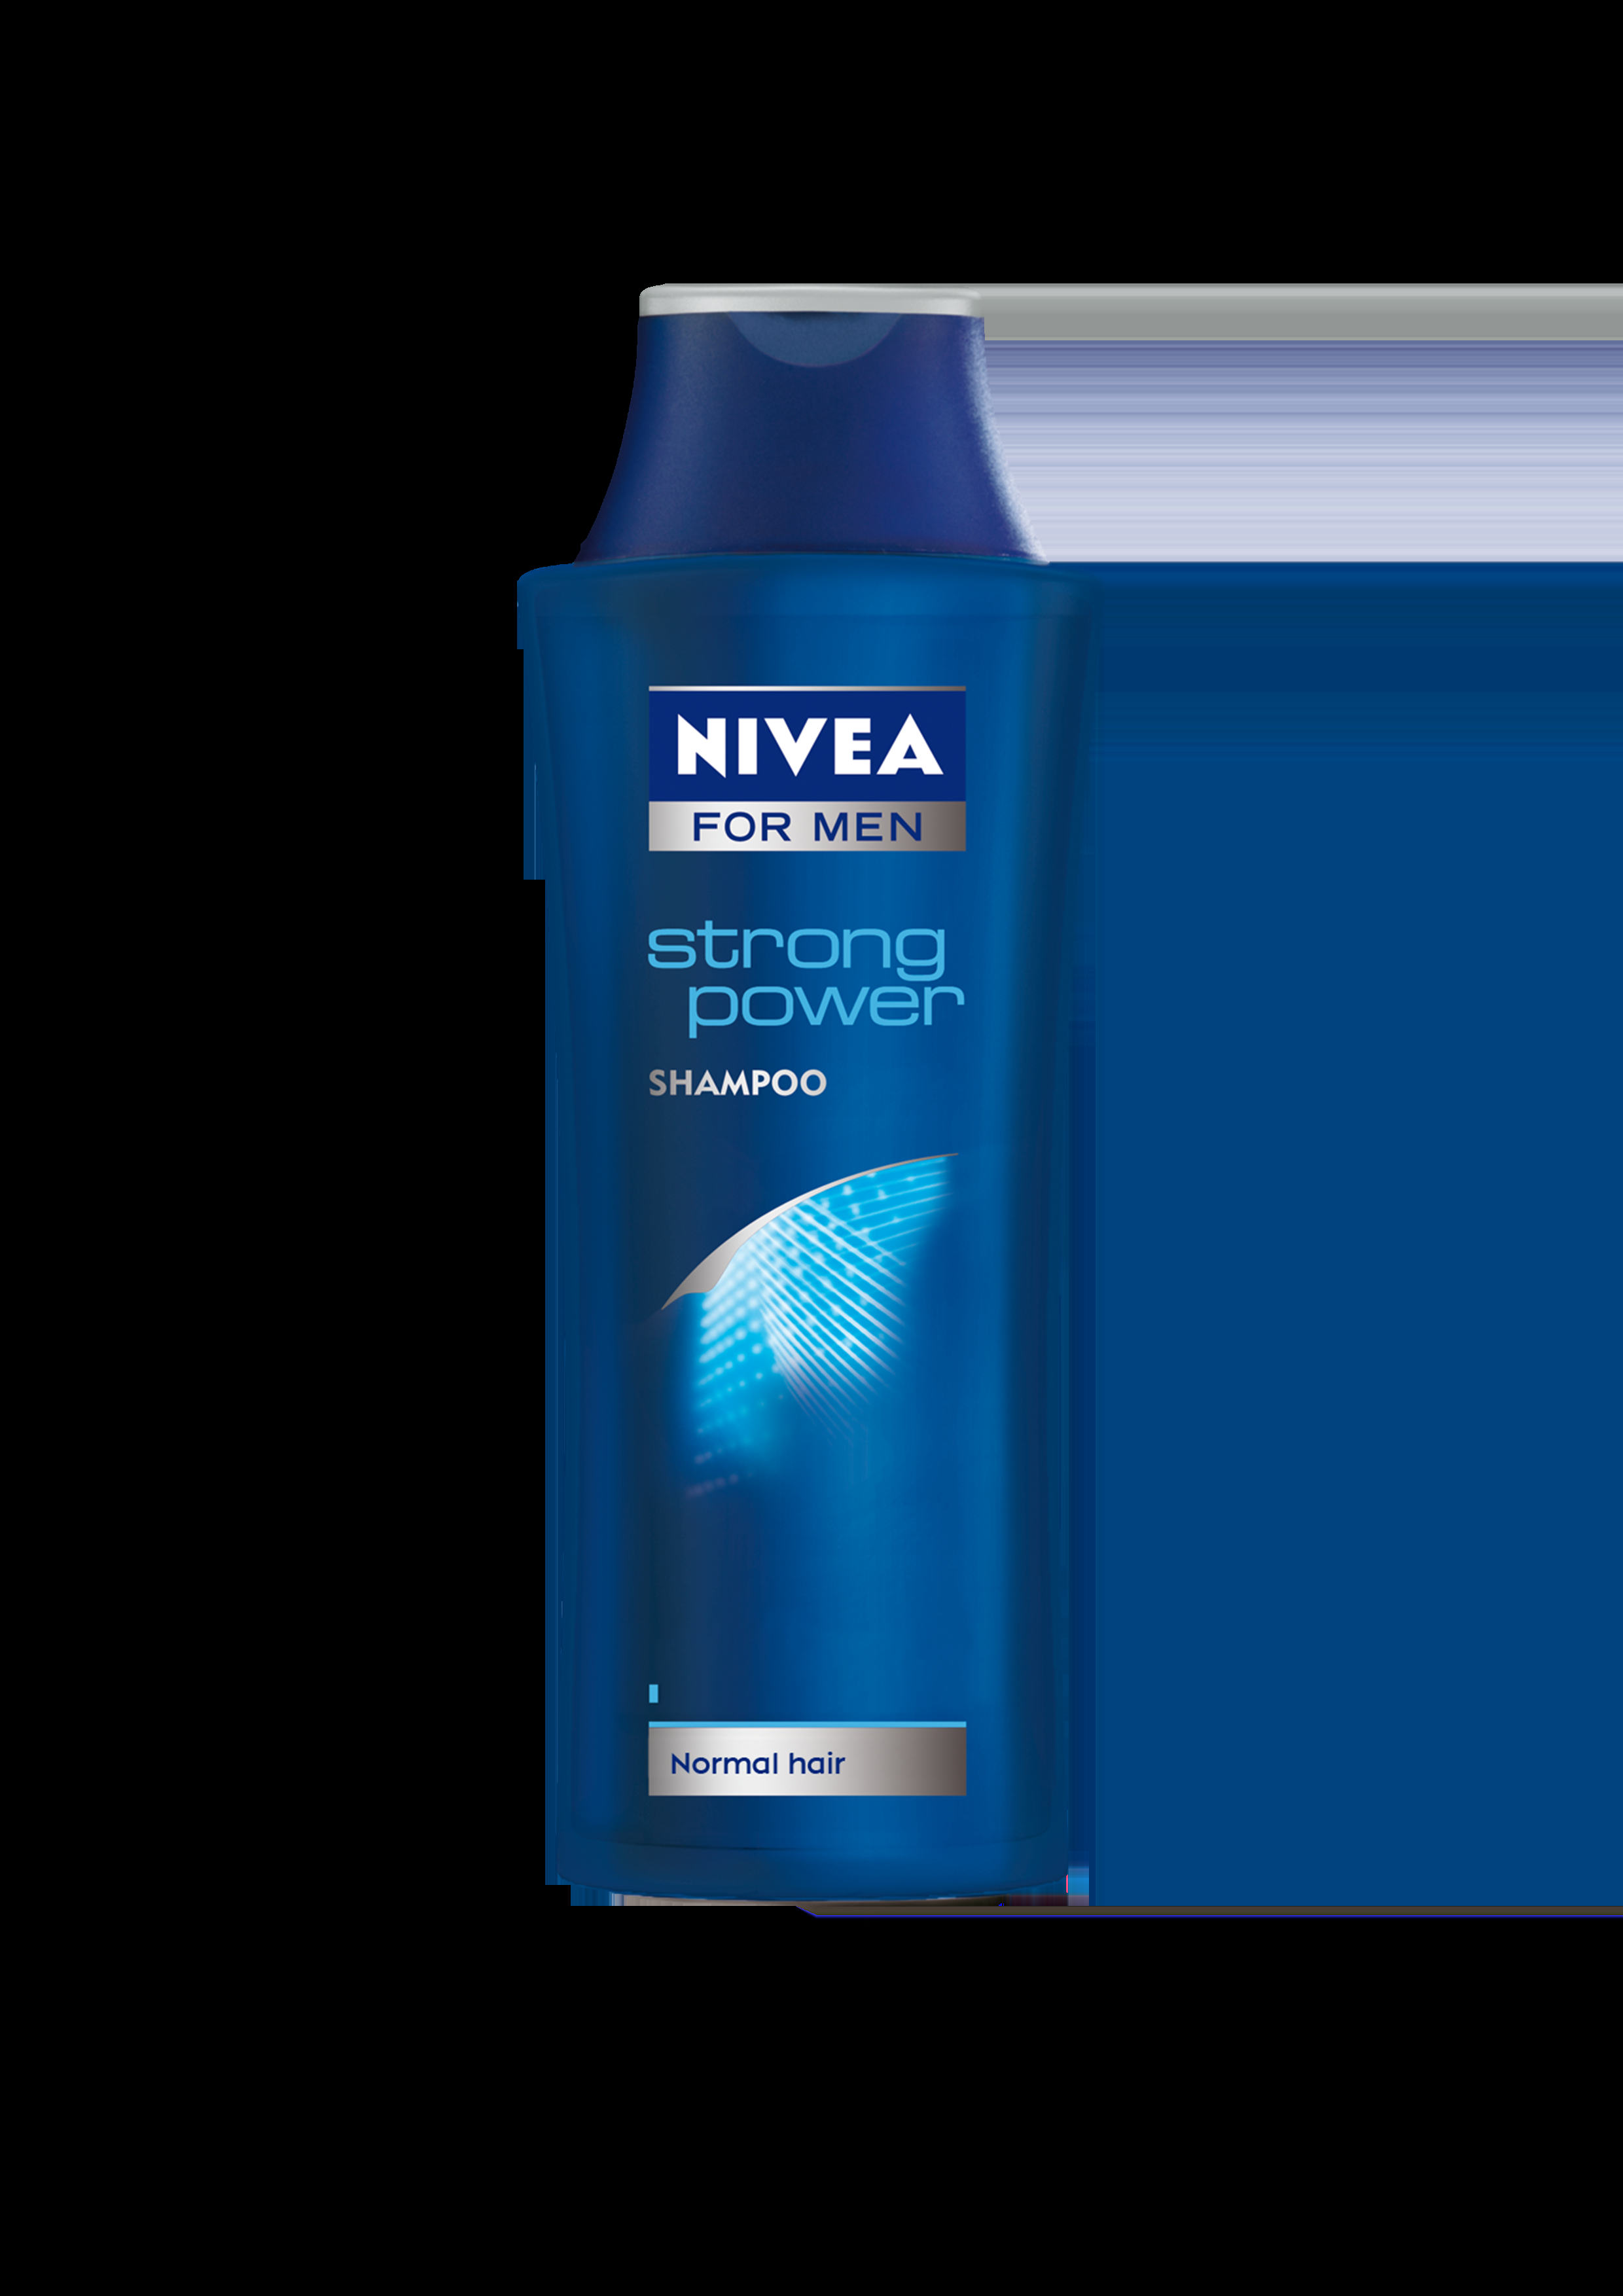 NIVEA
FOR MEN
strong
power
SHAMPOO
Normal hair